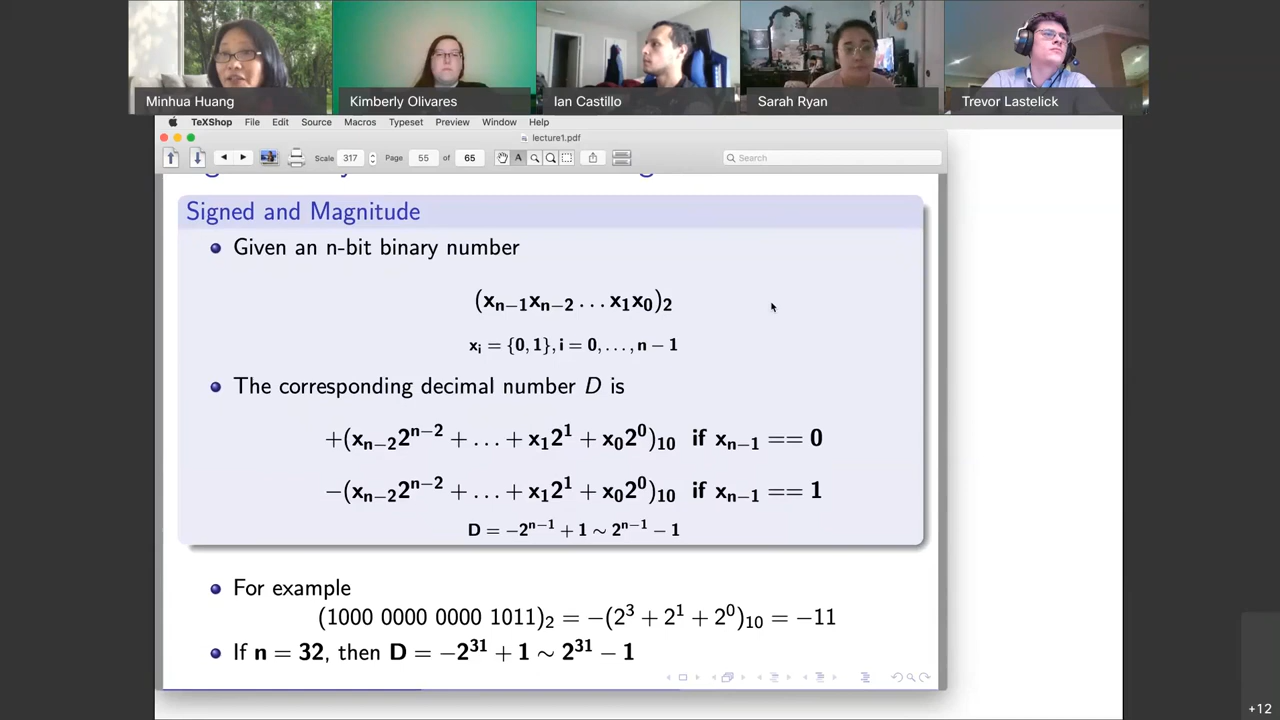 Minhua Huang
Kimberly Olivares
Ian Castillo
Sarah Ryan
Trevor Lastelick
TeXShop File Edit Source Macros Typeset Preview Window Help
lecture1.pdf
Scale 317 Page 55 of 65 A Search
Signed and Magnitude
Given an n-bit binary number
(xₙ₋₁xₙ₋₂ . . . x₁x₀)₂
xᵢ = {0, 1}, i = 0, . . . , n − 1
The corresponding decimal number D is
+(xₙ₋₂2ⁿ⁻² + . . . + x₁2¹ + x₀2⁰)₁₀ if xₙ₋₁ == 0
−(xₙ₋₂2ⁿ⁻² + . . . + x₁2¹ + x₀2⁰)₁₀ if xₙ₋₁ == 1
D = −2ⁿ⁻¹ + 1 ∼ 2ⁿ⁻¹ − 1
For example
(1000 0000 0000 1011)₂ = −(2³ + 2¹ + 2⁰)₁₀ = −11
If n = 32, then D = −2³¹ + 1 ∼ 2³¹ − 1
+12